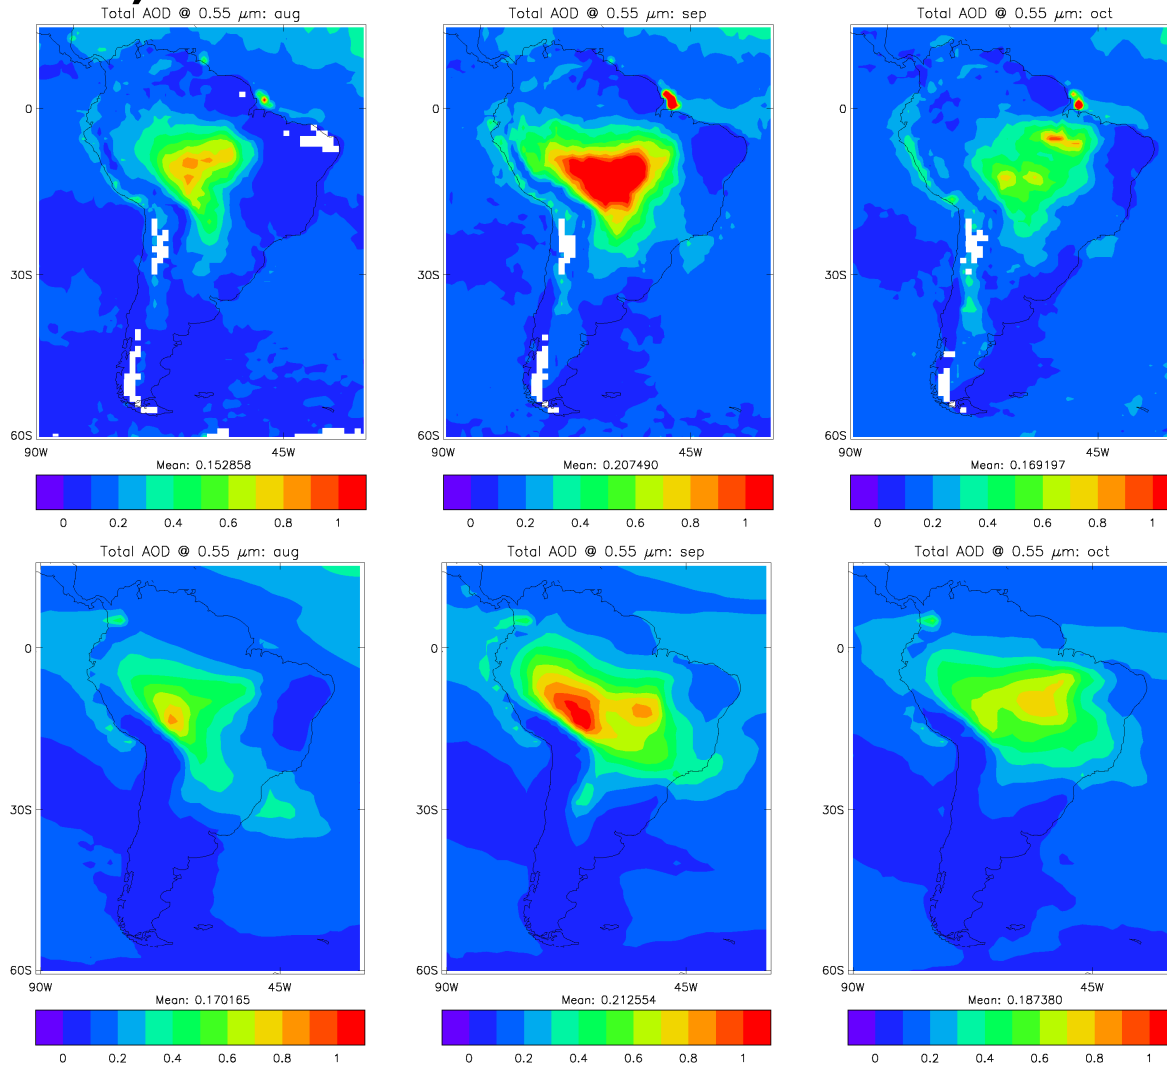 Total AOD @ 0.55 μm: aug
Total AOD @ 0.55 μm: sep
Total AOD @ 0.55 μm: oct
0
30S
60S
90W
45W
0
30S
60S
90W
45W
0
30S
60S
90W
45W
Mean: 0.152858
Mean: 0.207490
Mean: 0.169197
0 0.2 0.4 0.6 0.8 1
0 0.2 0.4 0.6 0.8 1
0 0.2 0.4 0.6 0.8 1
Total AOD @ 0.55 μm: aug
Total AOD @ 0.55 μm: sep
Total AOD @ 0.55 μm: oct
0
30S
60S
90W
45W
0
30S
60S
90W
45W
0
30S
60S
90W
45W
Mean: 0.170165
Mean: 0.212554
Mean: 0.187380
0 0.2 0.4 0.6 0.8 1
0 0.2 0.4 0.6 0.8 1
0 0.2 0.4 0.6 0.8 1